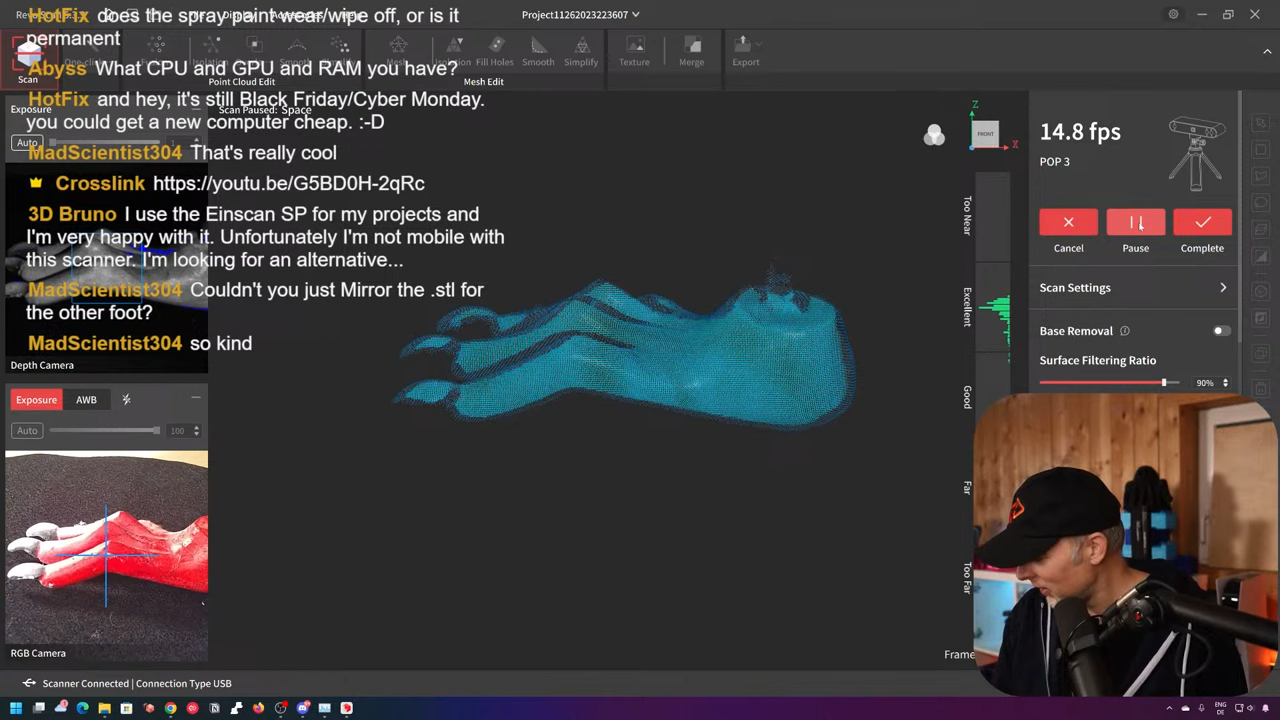 HotFix does the spray paint wear/wipe off, or is it
permanent
Abyss What CPU and GPU and RAM you have?
HotFix and hey, it's still Black Friday/Cyber Monday.
you could get a new computer cheap. :-D
MadScientist304 That's really cool
Crosslink https://youtu.be/G5BD0H-2qRc
3D Bruno I use the Einscan SP for my projects and
I'm very happy with it. Unfortunately I'm not mobile with
this scanner. I'm looking for an alternative...
MadScientist304 Couldn't you just Mirror the .stl for
the other foot?
MadScientist304 so kind
Project11262023223607
Scan
Smooth
Simplify
Texture
Merge
Export
Point Cloud Edit
Mesh Edit
Exposure
Auto
Scan Paused: Space
Depth Camera
Exposure
AWB
Auto
100
RGB Camera
Z
FRONT
X
Too Near
Excellent
Good
Far
Too Far
Frame
14.8 fps
POP 3
Cancel
Pause
Complete
Scan Settings
Base Removal
Surface Filtering Ratio
90%
Scanner Connected | Connection Type USB
ENG
DE